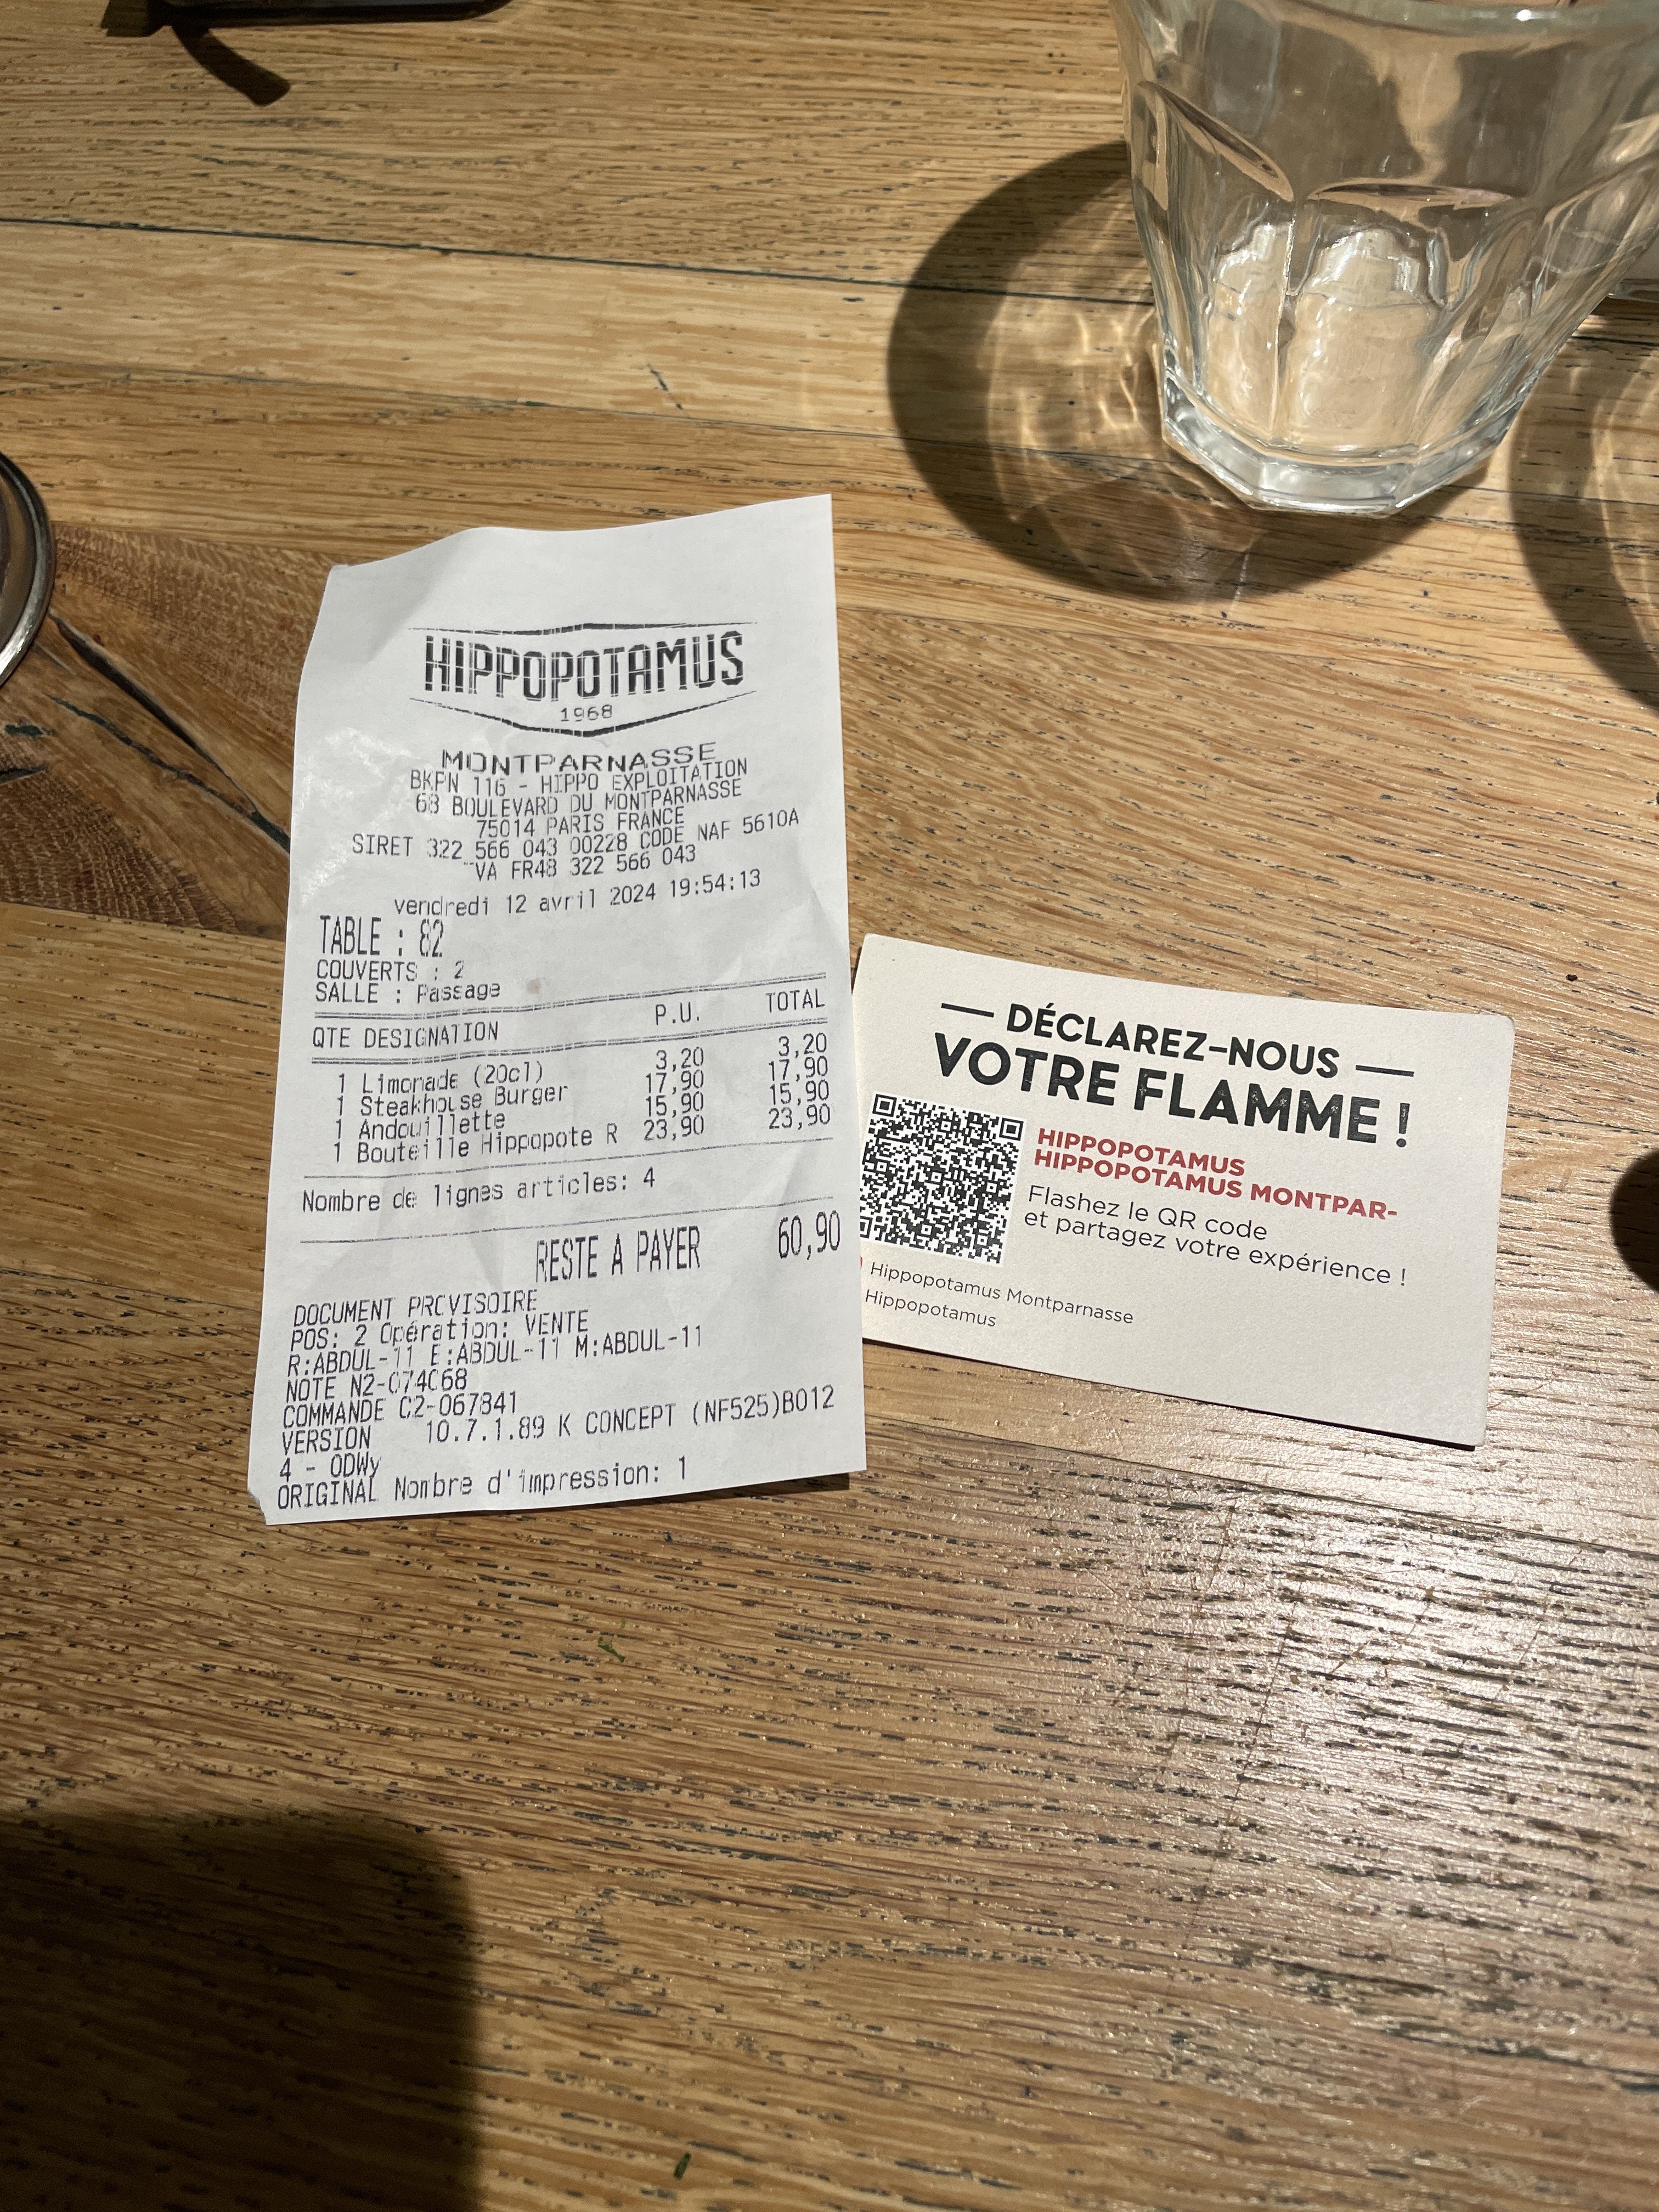 HIPPOPOTAMUS
1968
MONTPARNASSE
BKPN 116 - HIPPO EXPLOITATION
68 BOULEVARD DU MONTPARNASSE
75014 PARIS FRANCE
SIRET 322 566 043 00228 CODE NAF 5610A
VA FR48 322 566 043
vendredi 12 avril 2024 19:54:13
TABLE : 82
COUVERTS : 2
SALLE : Passage
QTE DESIGNATION P.U. TOTAL
1 Limonade (20cl) 3,20 3,20
1 Steakhouse Burger 17,90 17,90
1 Andouillette 15,90 15,90
1 Bouteille Hippopote R 23,90 23,90
Nombre de lignes articles: 4
RESTE A PAYER 60,90
DOCUMENT PROVISOIRE
POS: 2 Opération: VENTE
R:ABDUL-11 E:ABDUL-11 M:ABDUL-11
NOTE N2-074068
COMMANDE C2-067841
VERSION 10.7.1.89 K CONCEPT (NF525)B012
4 - ODWy
ORIGINAL Nombre d'impression: 1
DÉCLAREZ-NOUS
VOTRE FLAMME !
HIPPOPOTAMUS
HIPPOPOTAMUS MONTPAR-
Flashez le QR code
et partagez votre expérience !
Hippopotamus Montparnasse
Hippopotamus